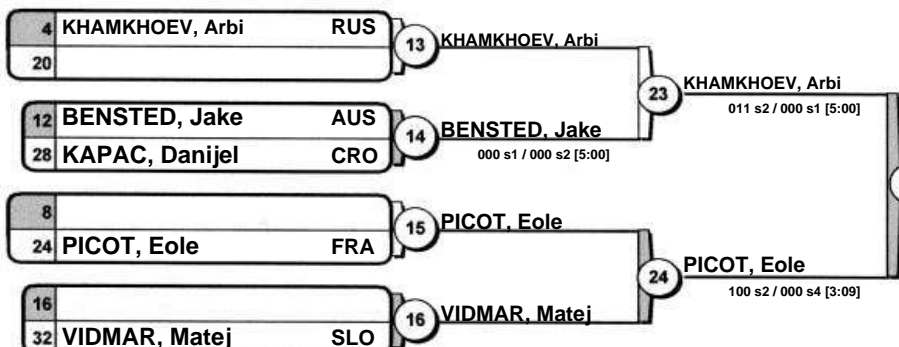 4 KHAMKHOEV, Arbi RUS
20
13 KHAMKHOEV, Arbi
23 KHAMKHOEV, Arbi
011 s2 / 000 s1 [5:00]
12 BENSTED, Jake AUS
28 KAPAC, Danijel CRO
14 BENSTED, Jake
000 s1 / 000 s2 [5:00]
8
24 PICOT, Eole FRA
15 PICOT, Eole
24 PICOT, Eole
100 s2 / 000 s4 [3:09]
16
32 VIDMAR, Matej SLO
16 VIDMAR, Matej